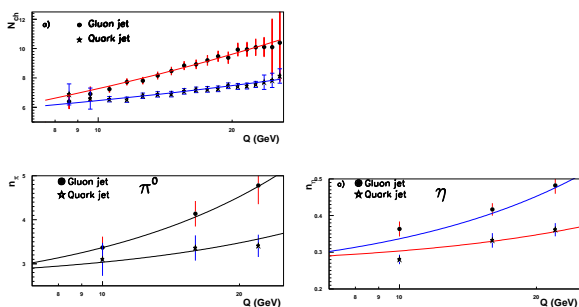 N_ch
a)
Gluon jet
Quark jet
10
8
6
8
9
10
20
Q (GeV)
n_π
5
4
3
Gluon jet
Quark jet
π⁰
7
8
9
10
20
Q (GeV)
0.5
0.4
0.3
0.2
a)
Gluon jet
Quark jet
η
7
8
9
10
20
Q (GeV)